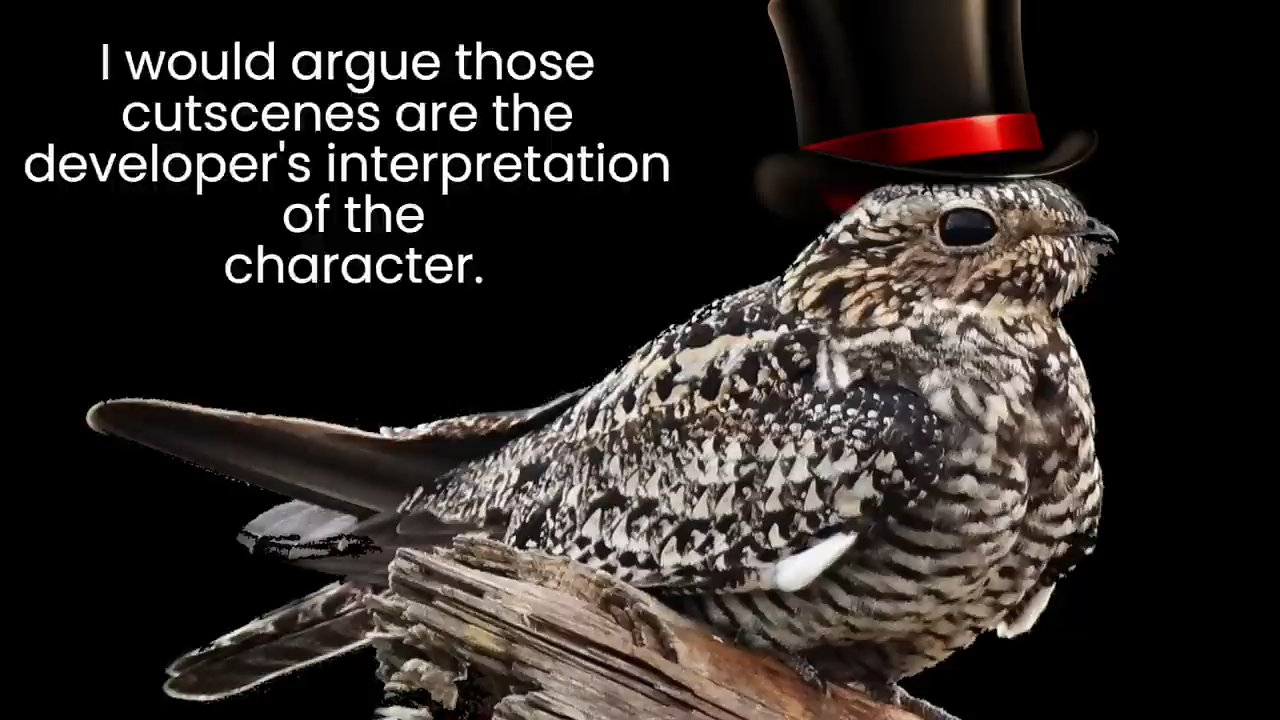 I would argue those
cutscenes are the
developer's interpretation
of the
character.